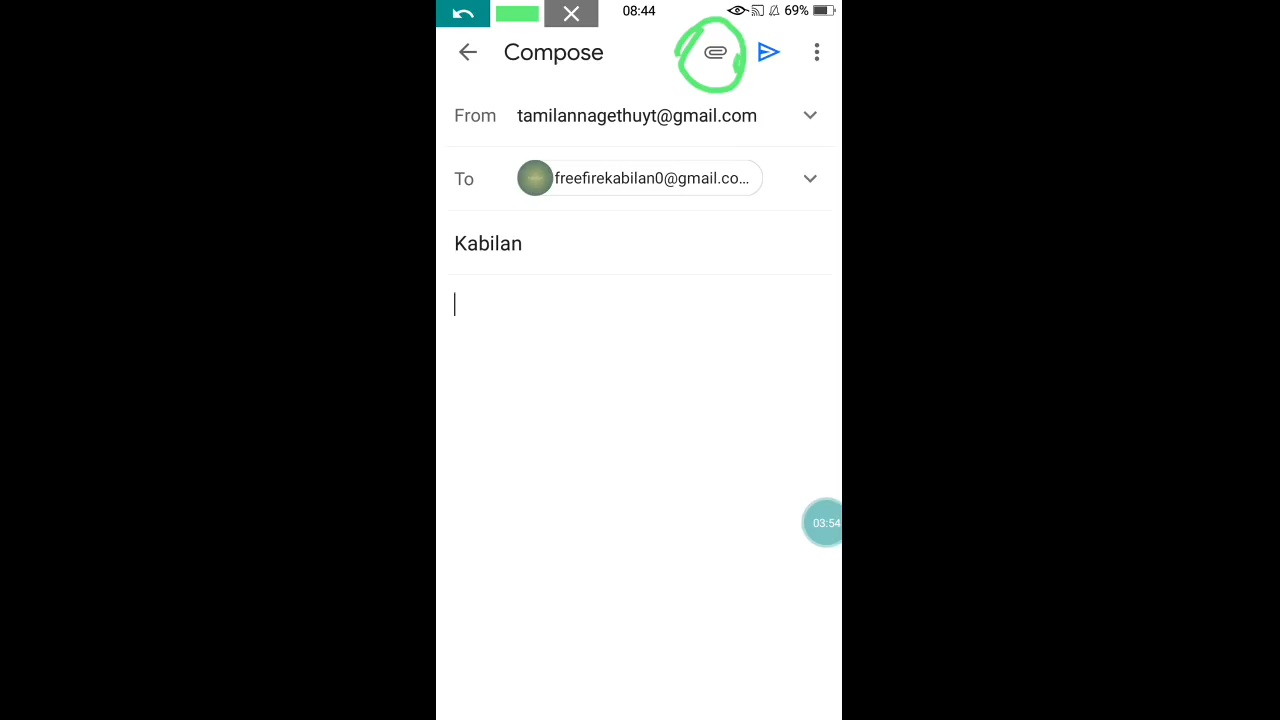 08:44 69%
Compose
From tamilannagethuyt@gmail.com
To freefirekabilan0@gmail.co...
Kabilan
03:54